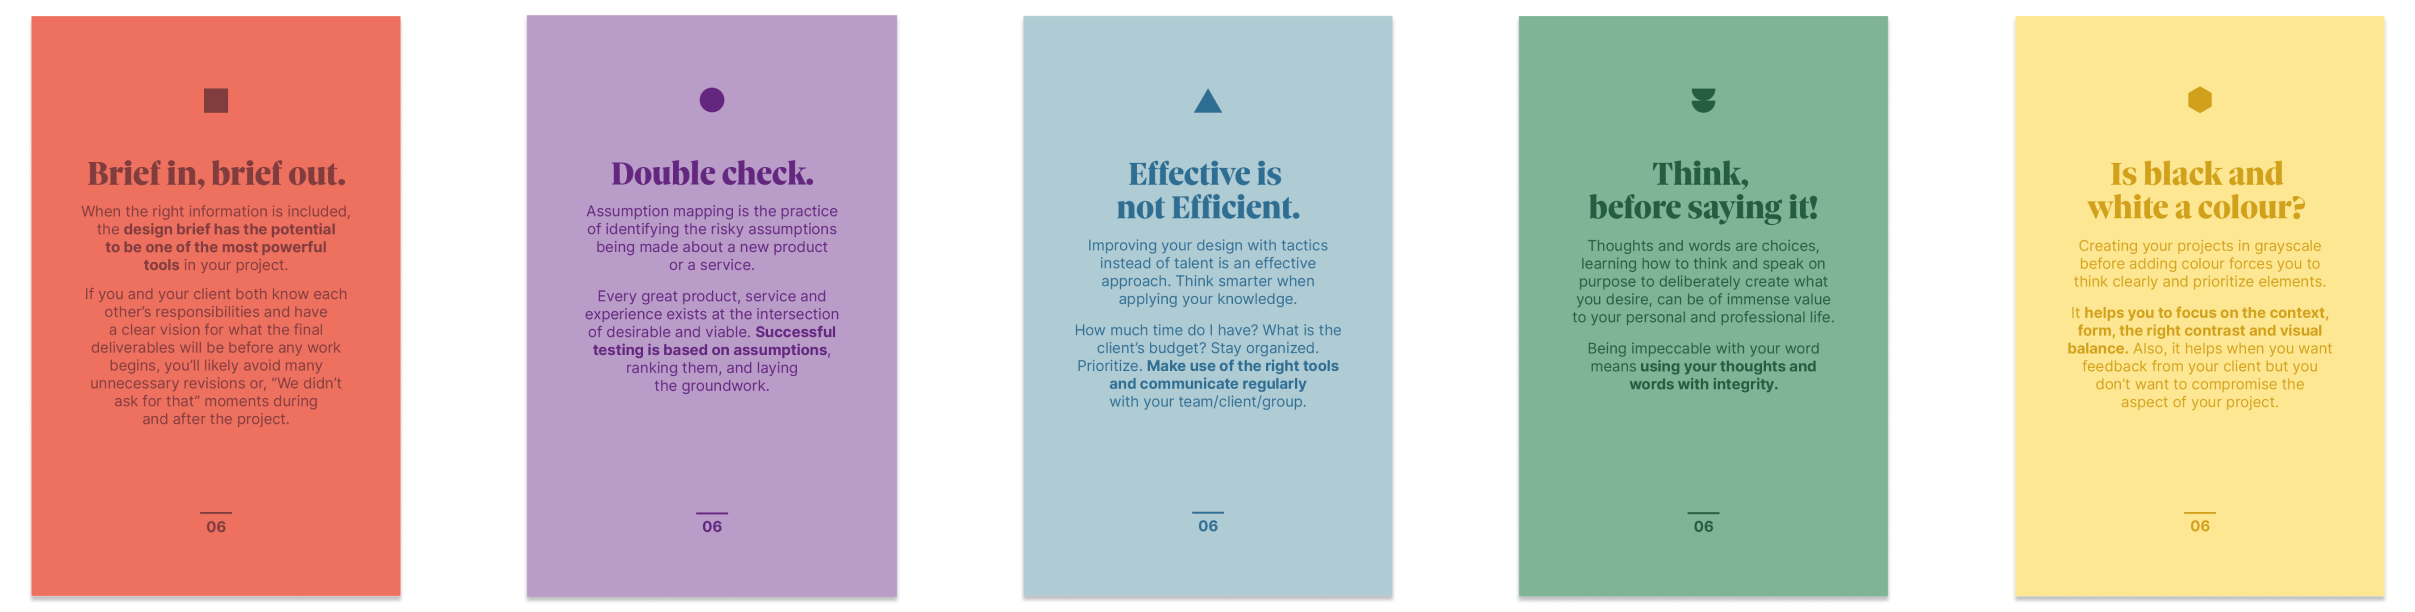 Brief in, brief out.
When the right information is included,
the design brief has the potential
to be one of the most powerful
tools in your project.
If you and your client both know each
other’s responsibilities and have
a clear vision for what the final
deliverables will be before any work
begins, you’ll likely avoid many
unnecessary revisions or, “We didn’t
ask for that” moments during
and after the project.
06
Double check.
Assumption mapping is the practice
of identifying the risky assumptions
being made about a new product
or a service.
Every great product, service and
experience exists at the intersection
of desirable and viable. Successful
testing is based on assumptions,
ranking them, and laying
the groundwork.
06
Effective is
not Efficient.
Improving your design with tactics
instead of talent is an effective
approach. Think smarter when
applying your knowledge.
How much time do I have? What is the
client’s budget? Stay organized.
Prioritize. Make use of the right tools
and communicate regularly
with your team/client/group.
06
Think,
before saying it!
Thoughts and words are choices,
learning how to think and speak on
purpose to deliberately create what
you desire, can be of immense value
to your personal and professional life.
Being impeccable with your word
means using your thoughts and
words with integrity.
06
Is black and
white a colour?
Creating your projects in grayscale
before adding colour forces you to
think clearly and prioritize elements.
It helps you to focus on the context,
form, the right contrast and visual
balance. Also, it helps when you want
feedback from your client but you
don’t want to compromise the
aspect of your project.
06